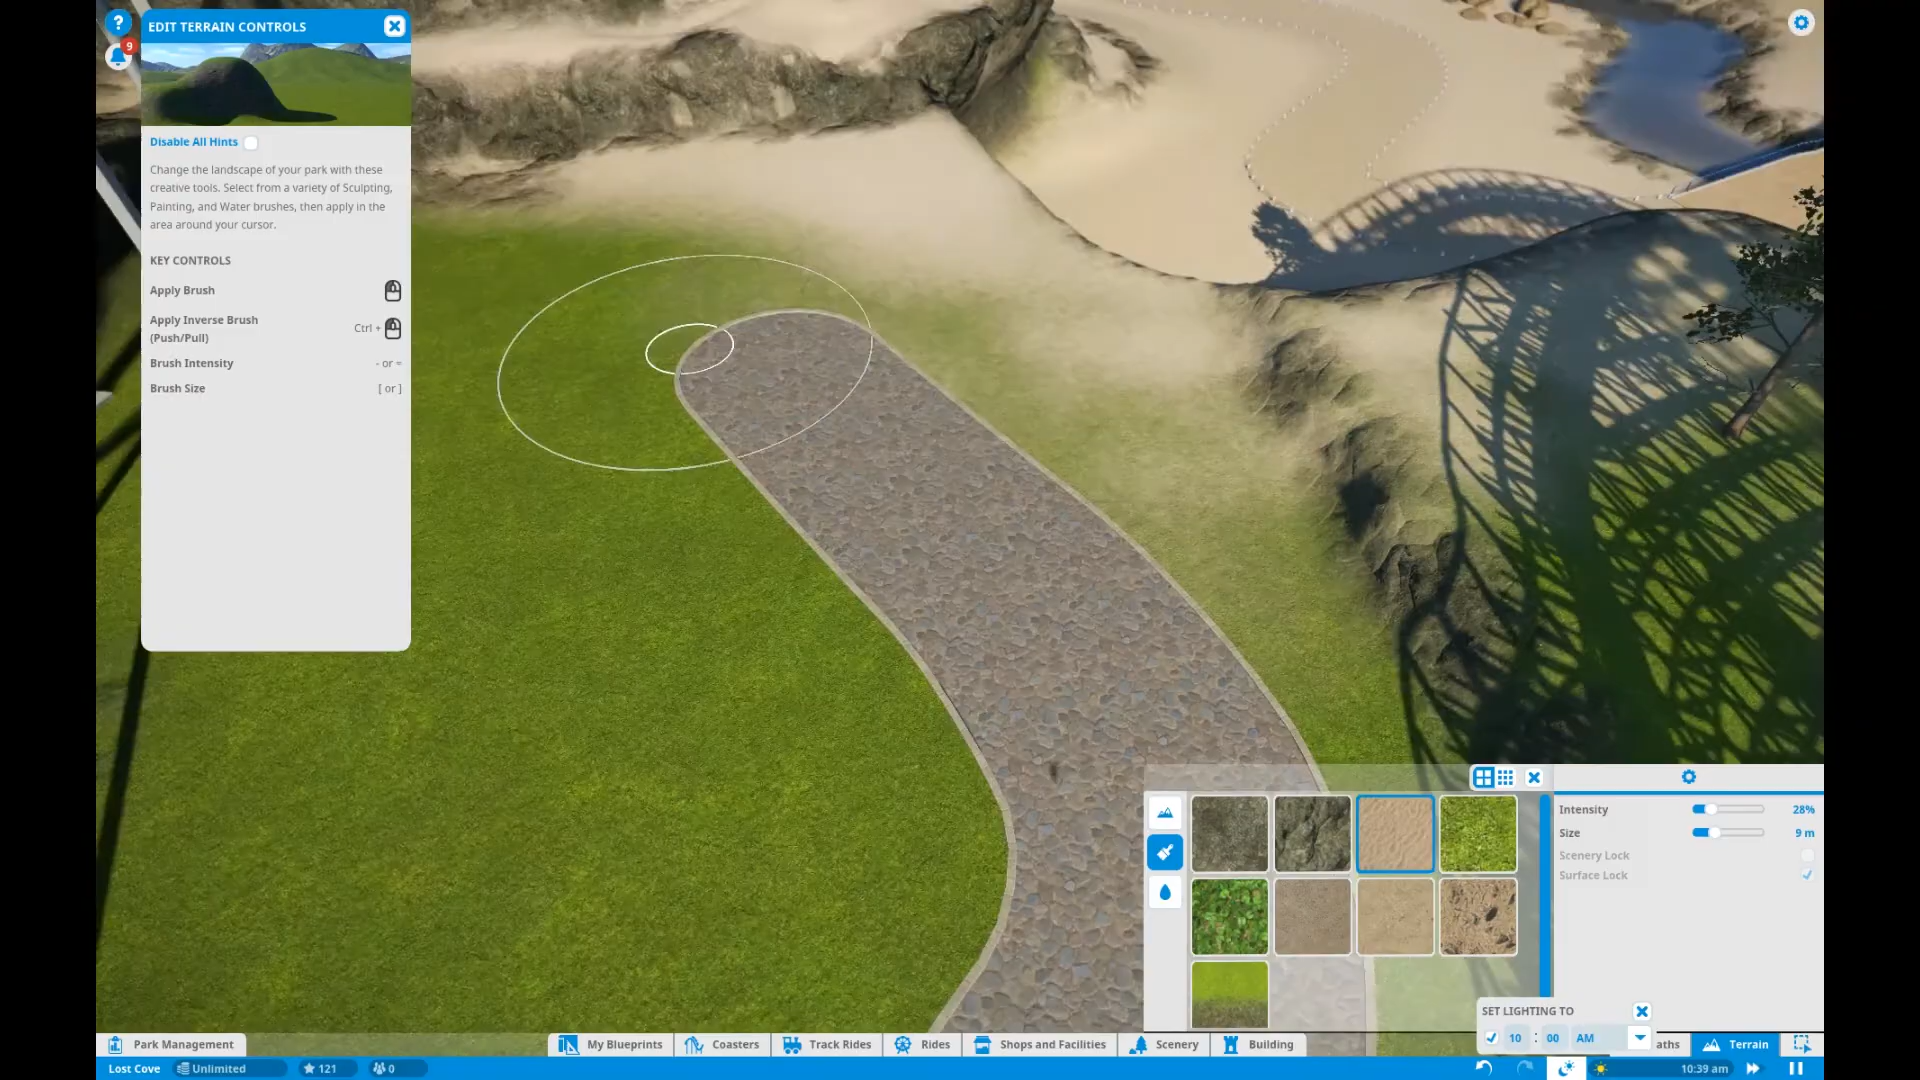 ?
9
EDIT TERRAIN CONTROLS
Disable All Hints
Change the landscape of your park with these
creative tools. Select from a variety of Sculpting,
Painting, and Water brushes, then apply in the
area around your cursor.
KEY CONTROLS
Apply Brush
Apply Inverse Brush
(Push/Pull)
Ctrl +
Brush Intensity
- or =
Brush Size
[ or ]
Intensity
28%
Size
9 m
Scenery Lock
Surface Lock
SET LIGHTING TO
10 : 00 AM
Park Management
My Blueprints
Coasters
Track Rides
Rides
Shops and Facilities
Scenery
Building
aths
Terrain
Lost Cove
Unlimited
121
0
10:39 am